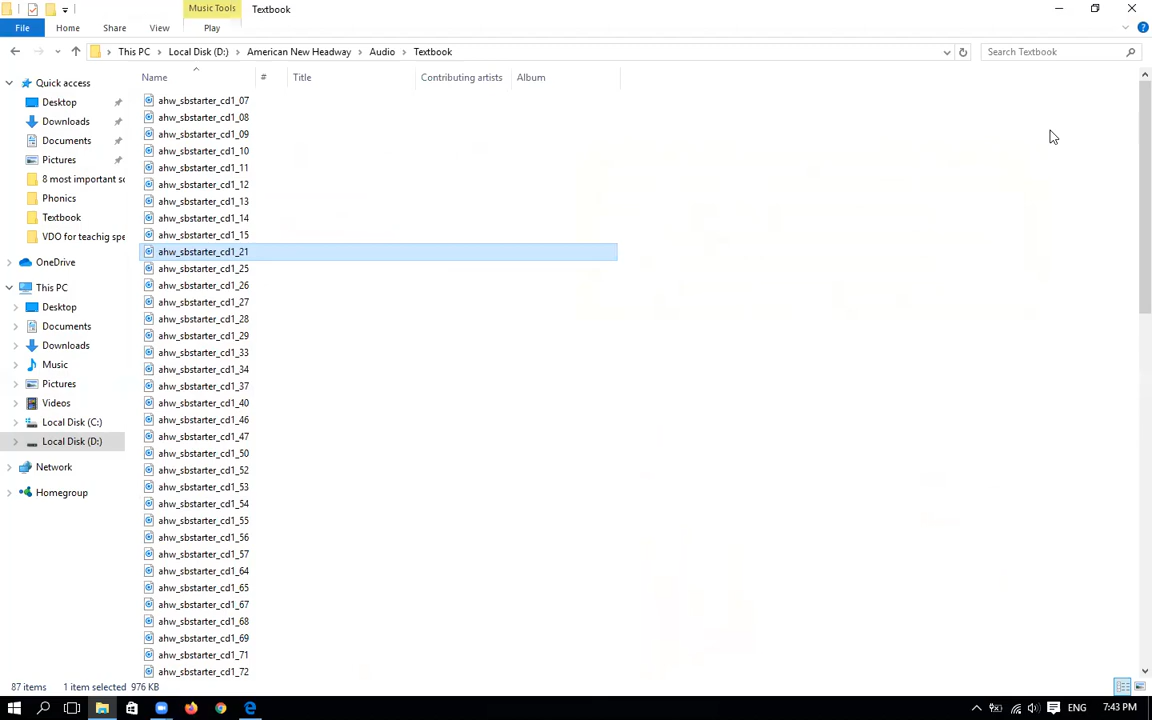 Music Tools Textbook
File Home Share View Play
This PC Local Disk (D:) American New Headway Audio Textbook Search Textbook
Name # Title Contributing artists Album
Quick access
Desktop
Downloads
Documents
Pictures
8 most important sc
Phonics
Textbook
VDO for teachig spe
OneDrive
This PC
Desktop
Documents
Downloads
Music
Pictures
Videos
Local Disk (C:)
Local Disk (D:)
Network
Homegroup
ahw_sbstarter_cd1_07
ahw_sbstarter_cd1_08
ahw_sbstarter_cd1_09
ahw_sbstarter_cd1_10
ahw_sbstarter_cd1_11
ahw_sbstarter_cd1_12
ahw_sbstarter_cd1_13
ahw_sbstarter_cd1_14
ahw_sbstarter_cd1_15
ahw_sbstarter_cd1_21
ahw_sbstarter_cd1_25
ahw_sbstarter_cd1_26
ahw_sbstarter_cd1_27
ahw_sbstarter_cd1_28
ahw_sbstarter_cd1_29
ahw_sbstarter_cd1_33
ahw_sbstarter_cd1_34
ahw_sbstarter_cd1_37
ahw_sbstarter_cd1_40
ahw_sbstarter_cd1_46
ahw_sbstarter_cd1_47
ahw_sbstarter_cd1_50
ahw_sbstarter_cd1_52
ahw_sbstarter_cd1_53
ahw_sbstarter_cd1_54
ahw_sbstarter_cd1_55
ahw_sbstarter_cd1_56
ahw_sbstarter_cd1_57
ahw_sbstarter_cd1_64
ahw_sbstarter_cd1_65
ahw_sbstarter_cd1_67
ahw_sbstarter_cd1_68
ahw_sbstarter_cd1_69
ahw_sbstarter_cd1_71
ahw_sbstarter_cd1_72
87 items 1 item selected 976 KB
ENG 7:43 PM